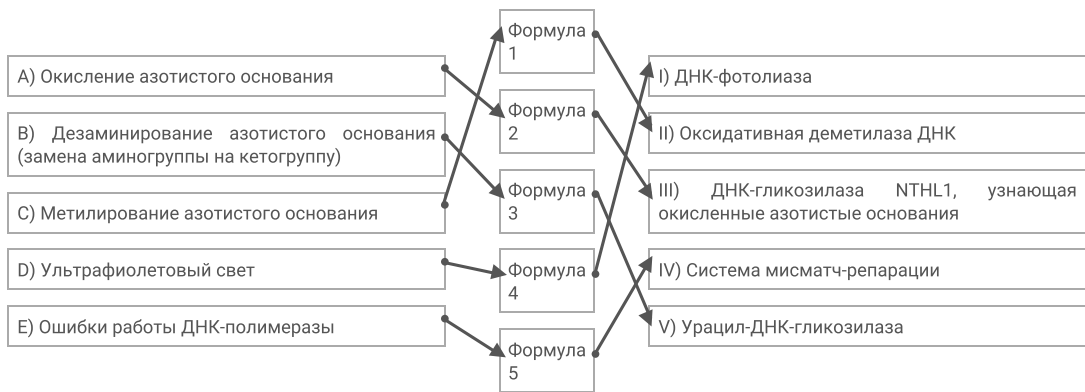 A) Окисление азотистого основания
B) Дезаминирование азотистого основания
(замена аминогруппы на кетогруппу)
C) Метилирование азотистого основания
D) Ультрафиолетовый свет
E) Ошибки работы ДНК-полимеразы
Формула
1
Формула
2
Формула
3
Формула
4
Формула
5
I) ДНК-фотолиаза
II) Оксидативная деметилаза ДНК
III) ДНК-гликозилаза NTHL1, узнающая
окисленные азотистые основания
IV) Система мисматч-репарации
V) Урацил-ДНК-гликозилаза